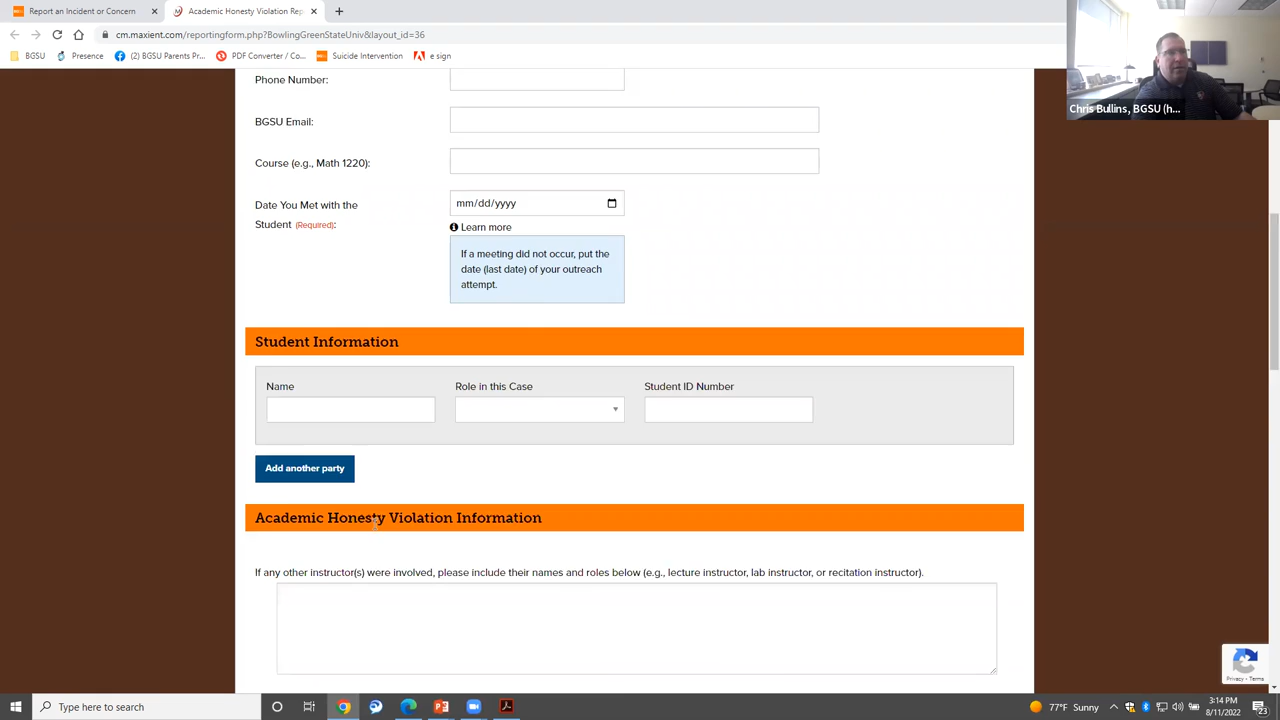 Report an Incident or Concern
Academic Honesty Violation Rep
cm.maxient.com/reportingform.php?BowlingGreenStateUniv&layout_id=36
BGSU
Presence
(2) BGSU Parents Pr...
PDF Converter / Co...
Suicide Intervention
e sign
Chris Bullins, BGSU (h...
Phone Number:
BGSU Email:
Course (e.g., Math 1220):
Date You Met with the
Student (Required):
mm/dd/yyyy
Learn more
If a meeting did not occur, put the
date (last date) of your outreach
attempt.
Student Information
Name
Role in this Case
Student ID Number
Add another party
Academic Honesty Violation Information
If any other instructor(s) were involved, please include their names and roles below (e.g., lecture instructor, lab instructor, or recitation instructor).
Privacy - Terms
Type here to search
77°F Sunny
3:14 PM
8/11/2022
23